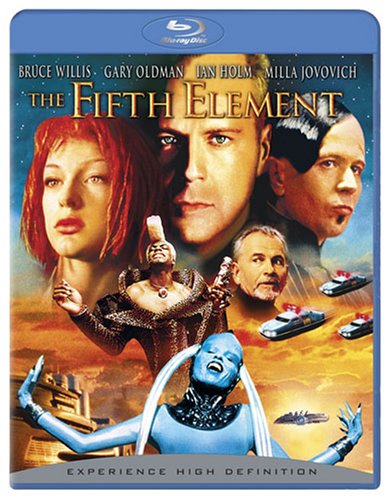 Blu-ray Disc
BRUCE WILLIS GARY OLDMAN IAN HOLM MILLA JOVOVICH
THE FIFTH ELEMENT
EXPERIENCE HIGH DEFINITION